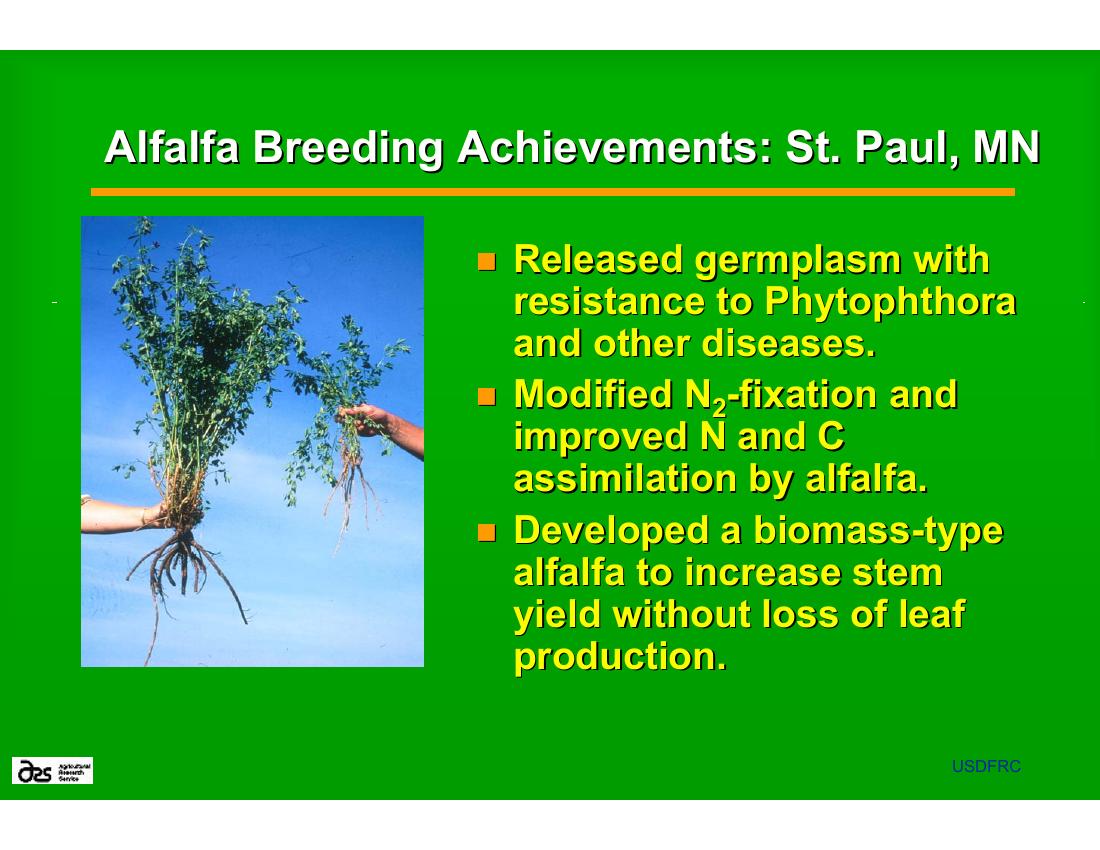 Alfalfa Breeding Achievements: St. Paul, MN
Released germplasm with
resistance to Phytophthora
and other diseases.
Modified N₂-fixation and
improved N and C
assimilation by alfalfa.
Developed a biomass-type
alfalfa to increase stem
yield without loss of leaf
production.
ars
Agricultural
Research
Service
USDFRC